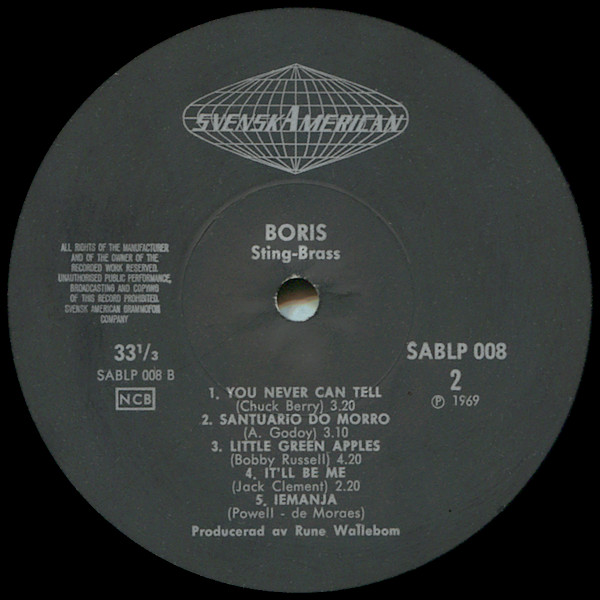 SVENSKAMERICAN
BORIS
Sting-Brass
ALL RIGHTS OF THE MANUFACTURER
AND OF THE OWNER OF THE
RECORDED WORK RESERVED.
UNAUTHORISED PUBLIC PERFORMANCE,
BROADCASTING AND COPYING
OF THIS RECORD PROHIBITED.
SVENSK AMERICAN GRAMMOFON
COMPANY
33 1/3
SABLP 008 B
NCB
SABLP 008
2
Ⓟ 1969
1. YOU NEVER CAN TELL
(Chuck Berry) 3.20
2. SANTUARiO DO MORRO
(A. Godoy) 3.10
3. LITTLE GREEN APPLES
(Bobby Russell) 4.20
4. IT'LL BE ME
(Jack Clement) 2.20
5. IEMANJA
(Powell - de Moraes)
Producerad av Rune Wallebom